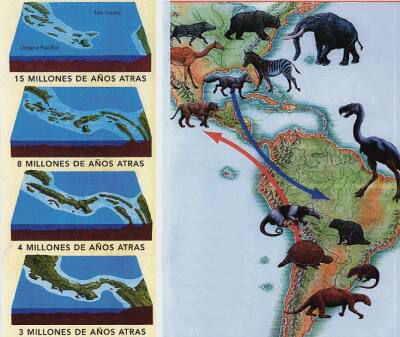 Mar Caribe
Océano Pacífico
15 MILLONES DE AÑOS ATRAS
8 MILLONES DE AÑOS ATRAS
4 MILLONES DE AÑOS ATRAS
3 MILLONES DE AÑOS ATRAS